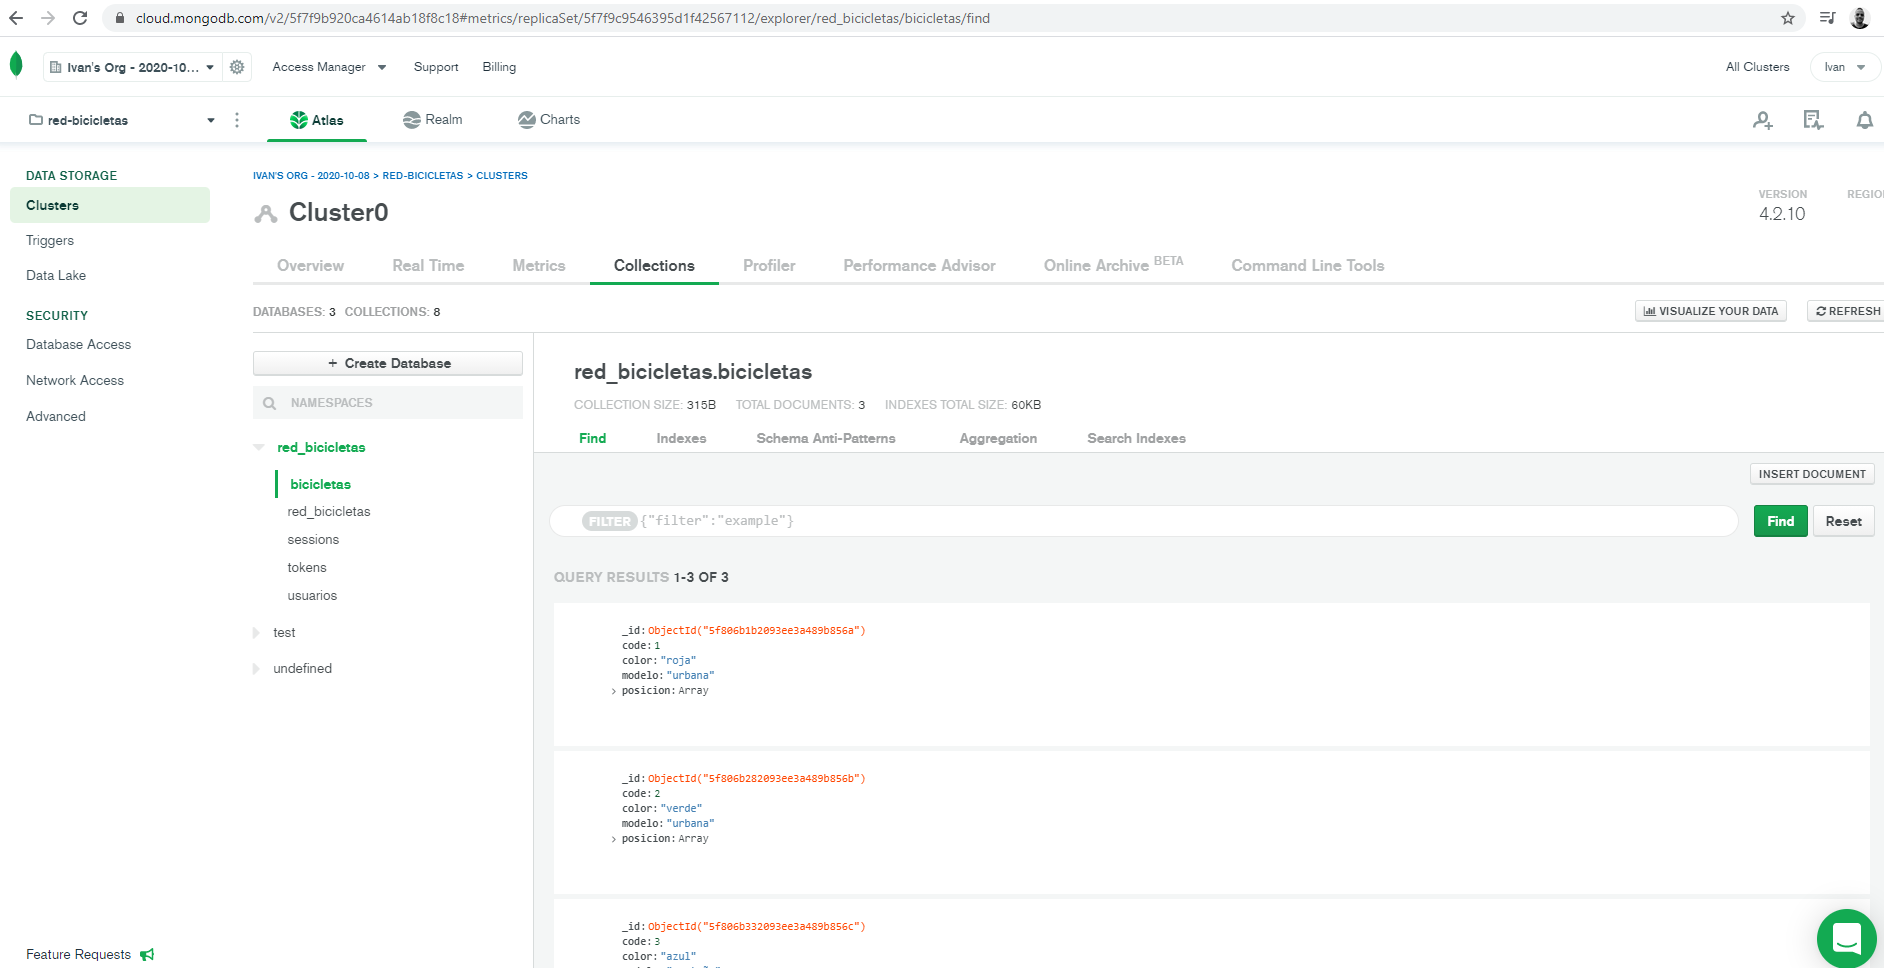 cloud.mongodb.com/v2/5f7f9b920ca4614ab18f8c18#metrics/replicaSet/5f7f9c9546395d1f42567112/explorer/red_bicicletas/bicicletas/find
Ivan's Org - 2020-10... Access Manager Support Billing All Clusters Ivan
red-bicicletas Atlas Realm Charts
DATA STORAGE
Clusters
Triggers
Data Lake
SECURITY
Database Access
Network Access
Advanced
Feature Requests
IVAN'S ORG - 2020-10-08 > RED-BICICLETAS > CLUSTERS
Cluster0
VERSION REGIO
4.2.10
Overview Real Time Metrics Collections Profiler Performance Advisor Online Archive BETA Command Line Tools
DATABASES: 3 COLLECTIONS: 8 VISUALIZE YOUR DATA REFRESH
+ Create Database
NAMESPACES
red_bicicletas
bicicletas
red_bicicletas
sessions
tokens
usuarios
test
undefined
red_bicicletas.bicicletas
COLLECTION SIZE: 315B TOTAL DOCUMENTS: 3 INDEXES TOTAL SIZE: 60KB
Find Indexes Schema Anti-Patterns Aggregation Search Indexes
INSERT DOCUMENT
FILTER {"filter":"example"} Find Reset
QUERY RESULTS 1-3 OF 3
_id: ObjectId("5f806b1b2093ee3a489b856a")
code: 1
color: "roja"
modelo: "urbana"
posicion: Array
_id: ObjectId("5f806b282093ee3a489b856b")
code: 2
color: "verde"
modelo: "urbana"
posicion: Array
_id: ObjectId("5f806b332093ee3a489b856c")
code: 3
color: "azul"